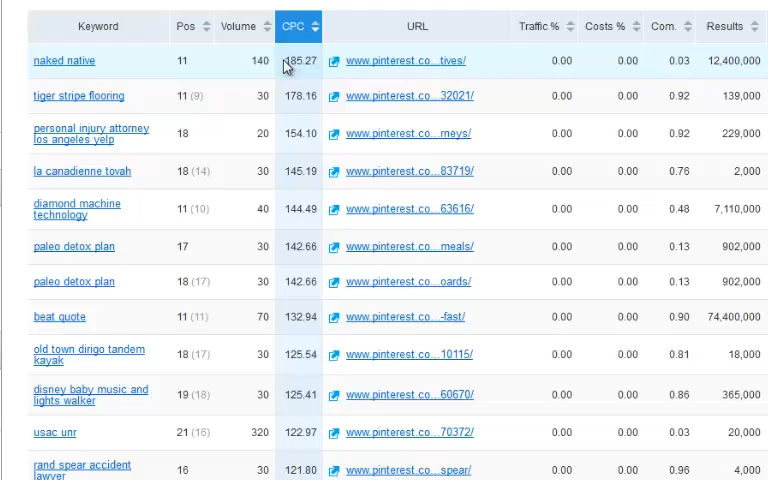 Keyword Pos Volume CPC URL Traffic % Costs % Com. Results
naked native 11 140 185.27 www.pinterest.co...tives/ 0.00 0.00 0.03 12,400,000
tiger stripe flooring 11 (9) 30 178.16 www.pinterest.co...32021/ 0.00 0.00 0.92 139,000
personal injury attorney
los angeles yelp 18 20 154.10 www.pinterest.co...rneys/ 0.00 0.00 0.92 229,000
la canadienne tovah 18 (14) 30 145.19 www.pinterest.co...83719/ 0.00 0.00 0.76 2,000
diamond machine
technology 11 (10) 40 144.49 www.pinterest.co...63616/ 0.00 0.00 0.48 7,110,000
paleo detox plan 17 30 142.66 www.pinterest.co...meals/ 0.00 0.00 0.13 902,000
paleo detox plan 18 (17) 30 142.66 www.pinterest.co...oards/ 0.00 0.00 0.13 902,000
beat quote 11 (11) 70 132.94 www.pinterest.co...-fast/ 0.00 0.00 0.90 74,400,000
old town dirigo tandem
kayak 18 (17) 30 125.54 www.pinterest.co...10115/ 0.00 0.00 0.81 18,000
disney baby music and
lights walker 19 (18) 30 125.41 www.pinterest.co...60670/ 0.00 0.00 0.86 365,000
usac unr 21 (16) 320 122.97 www.pinterest.co...70372/ 0.00 0.00 0.03 20,000
rand spear accident
lawyer 16 30 121.80 www.pinterest.co...spear/ 0.00 0.00 0.96 4,000